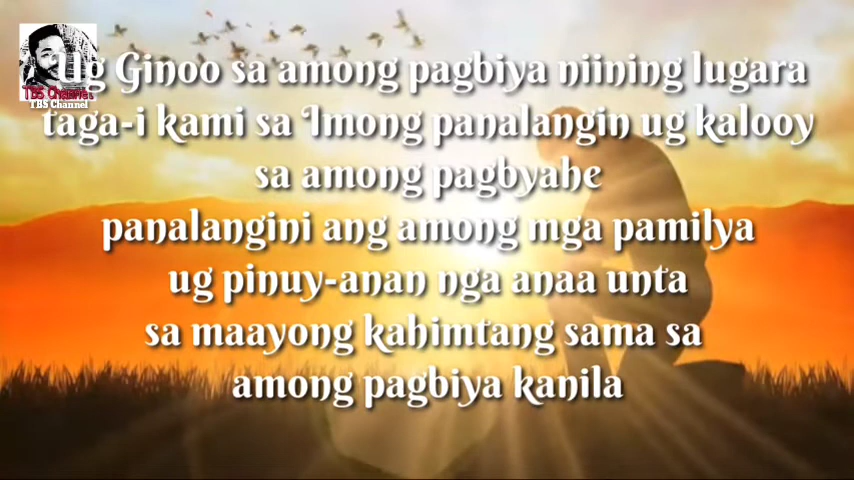 TBS Channel
TBS Channel
Ug Ginoo sa among pagbiya niining lugara
taga-i kami sa Imong panalangin ug kalooy
sa among pagbyahe
panalangini ang among mga pamilya
ug pinuy-anan nga anaa unta
sa maayong kahimtang sama sa
among pagbiya kanila